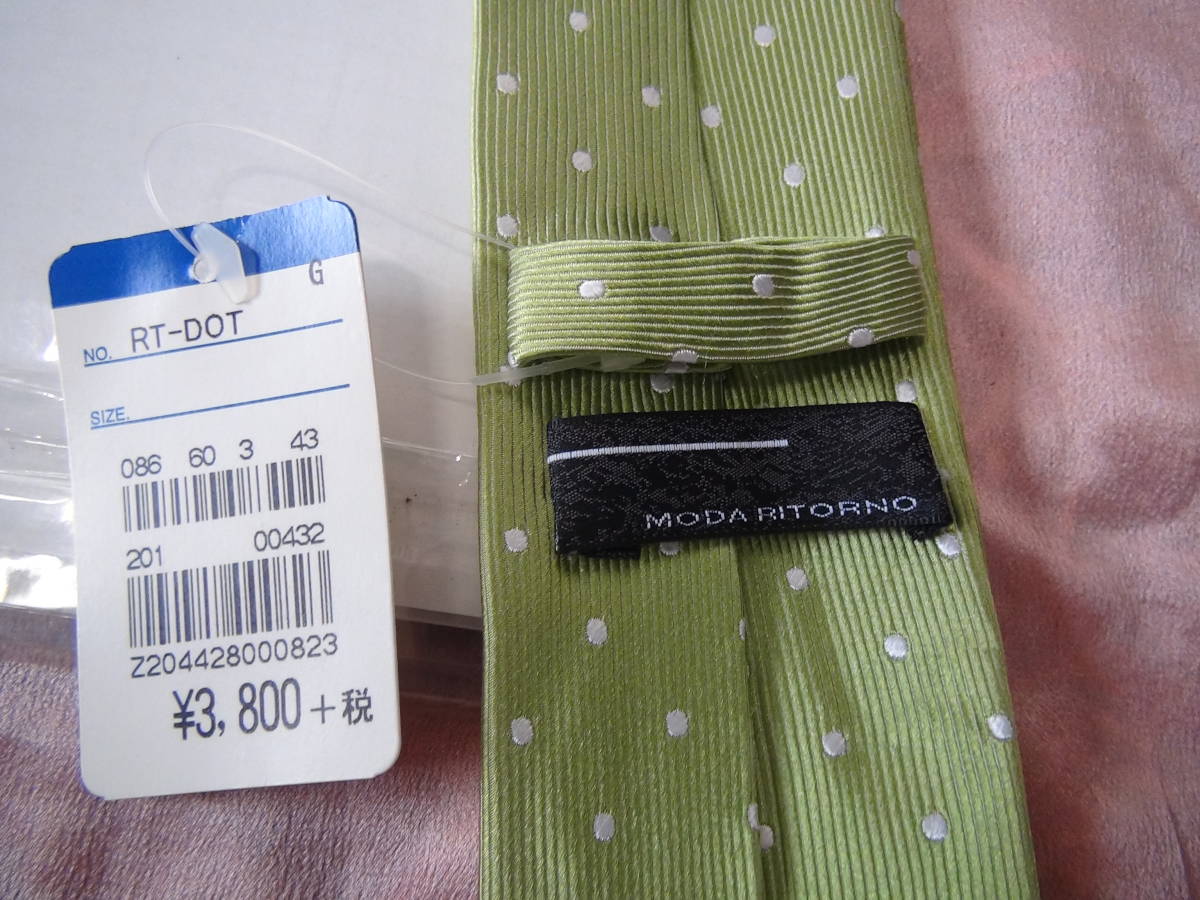 G
NO. RT-DOT
SIZE.
086 60 3 43
201 00432
Z204428000823
¥3,800+税
MODA RITORNO